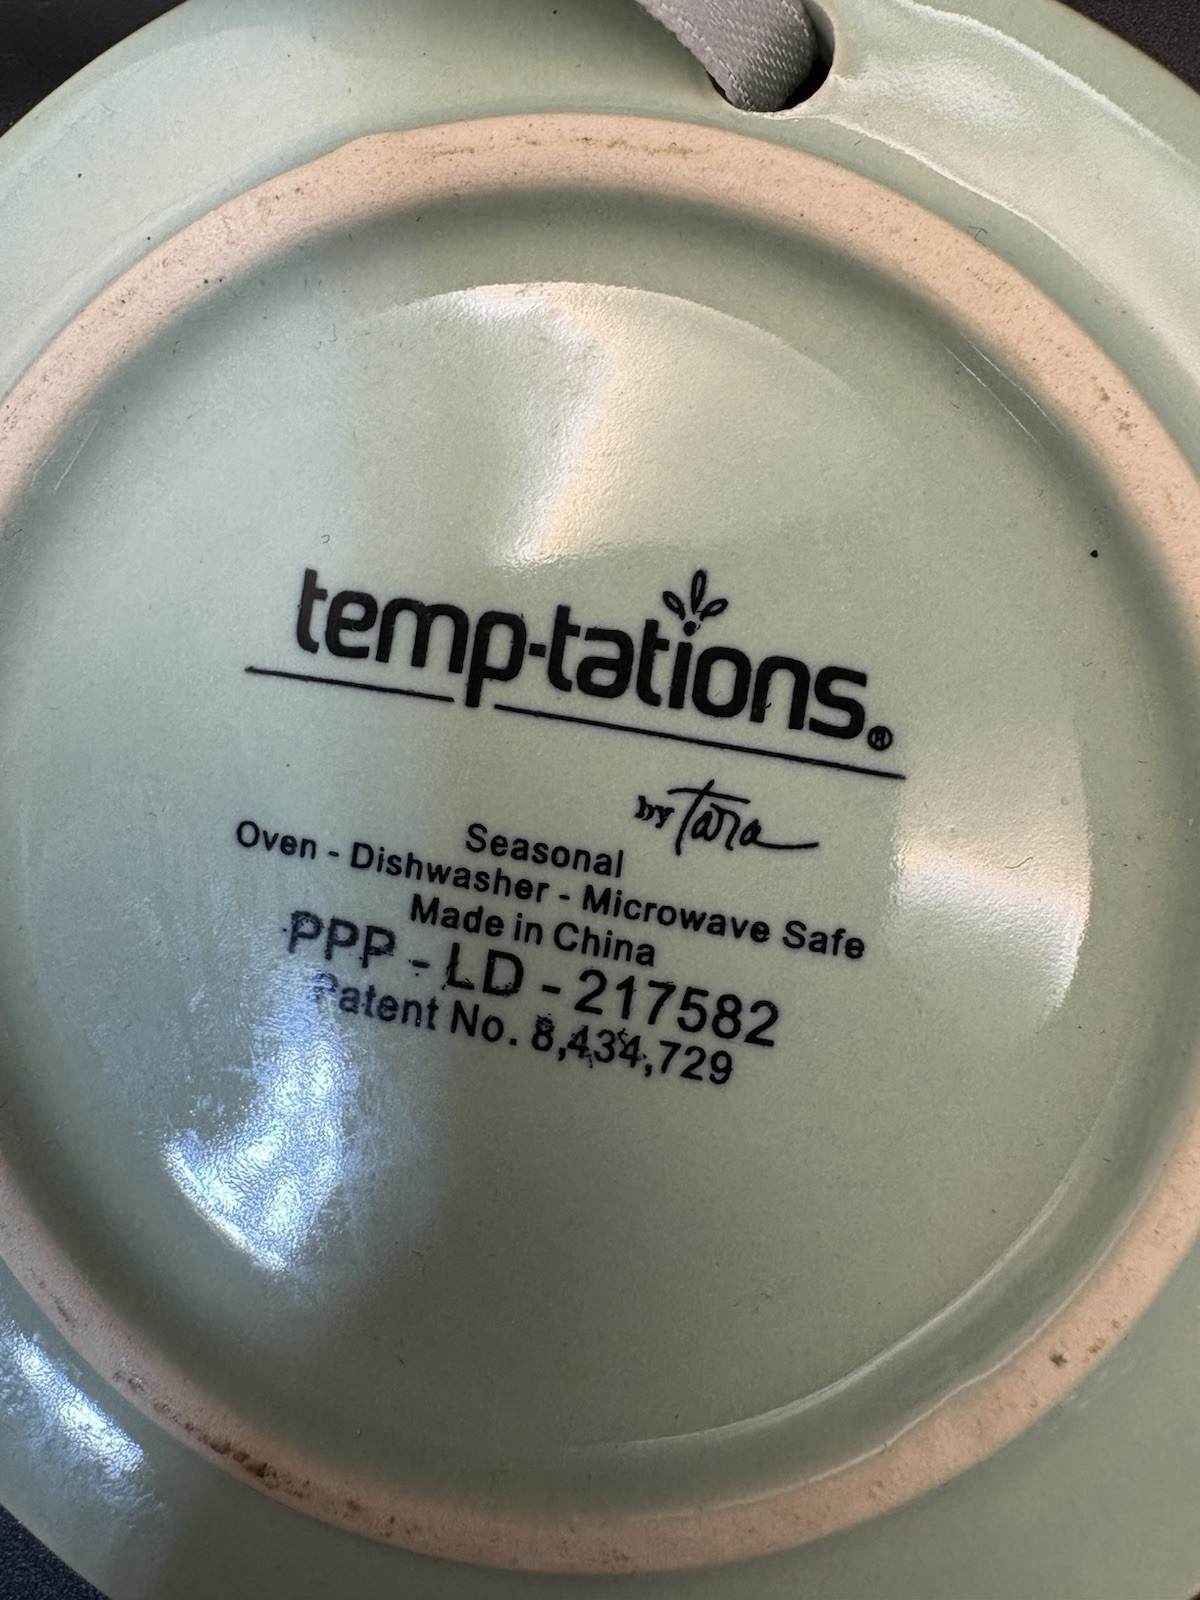 temp-tations.®
by Tara
Seasonal
Oven - Dishwasher - Microwave Safe
Made in China
PPP - LD - 217582
Patent No. 8,434,729